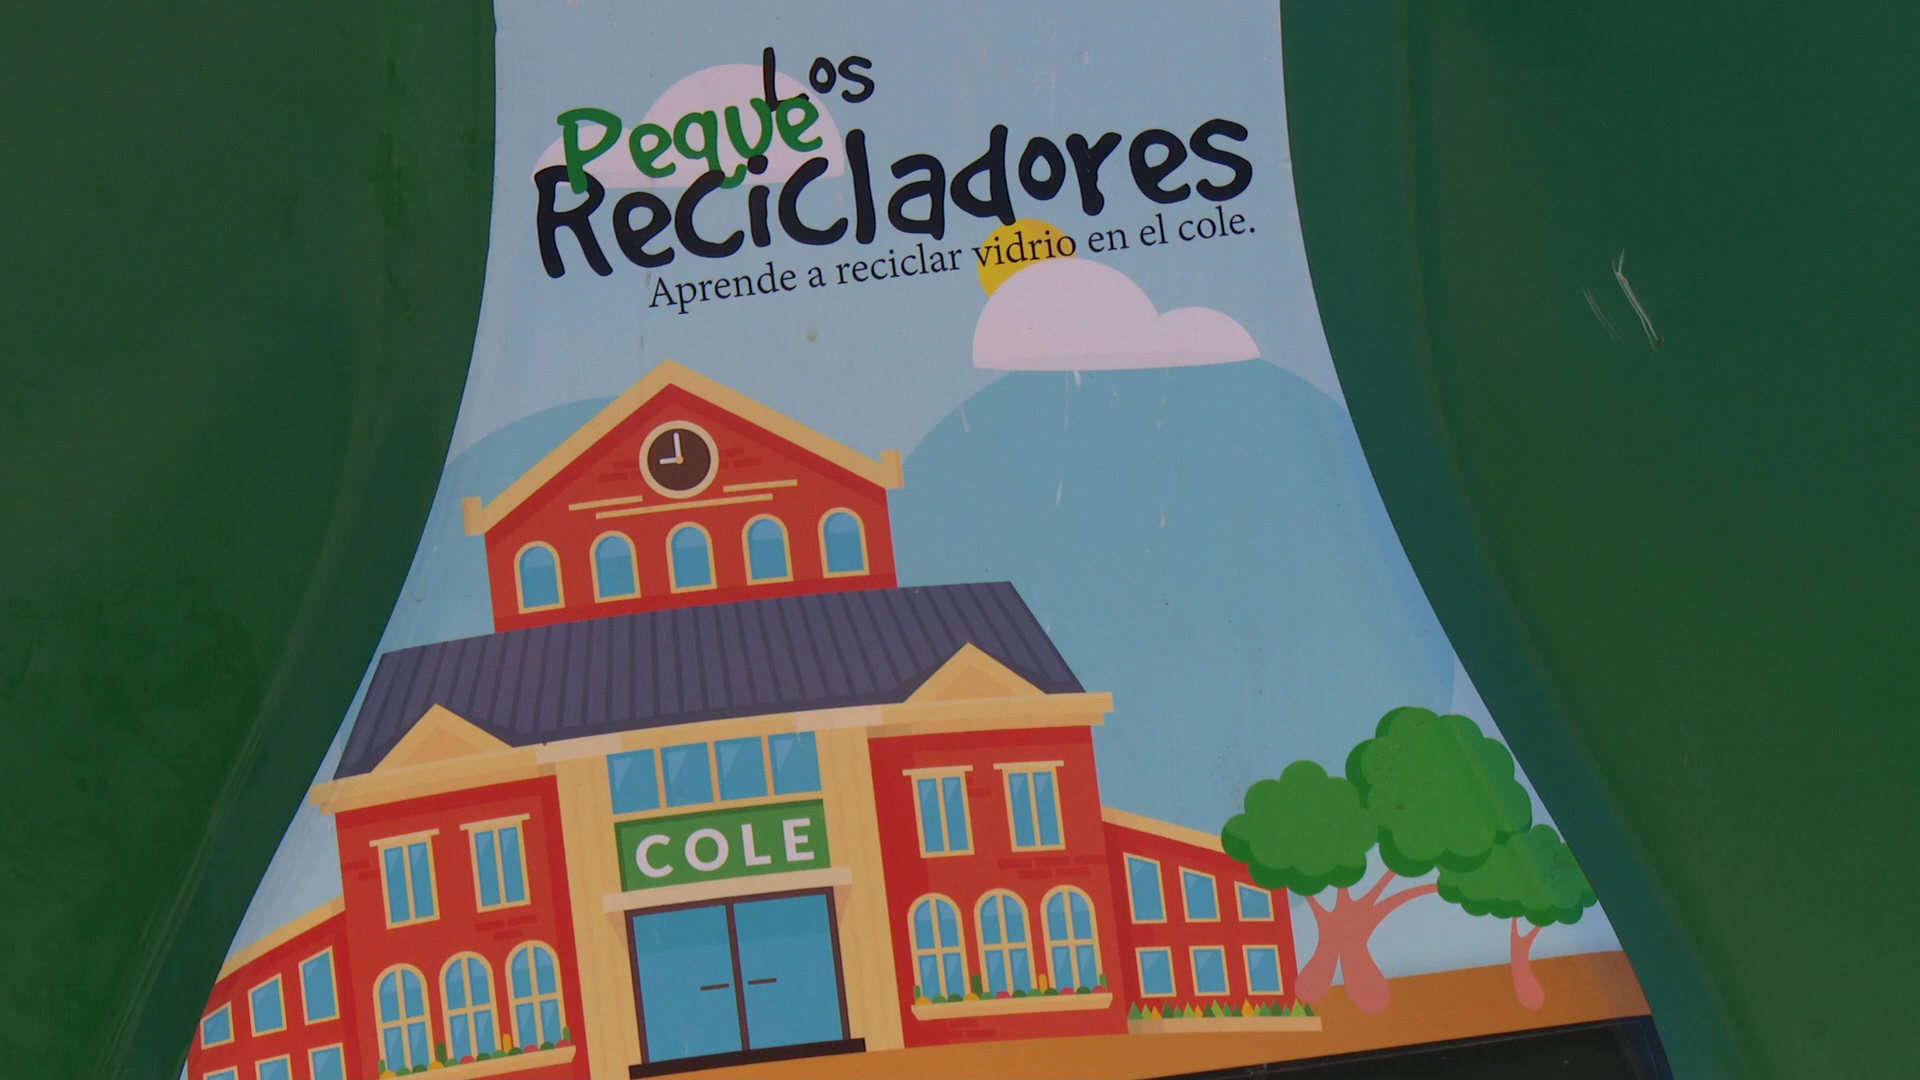 Los
Peque
Recicladores
Aprende a reciclar vidrio en el cole.
COLE